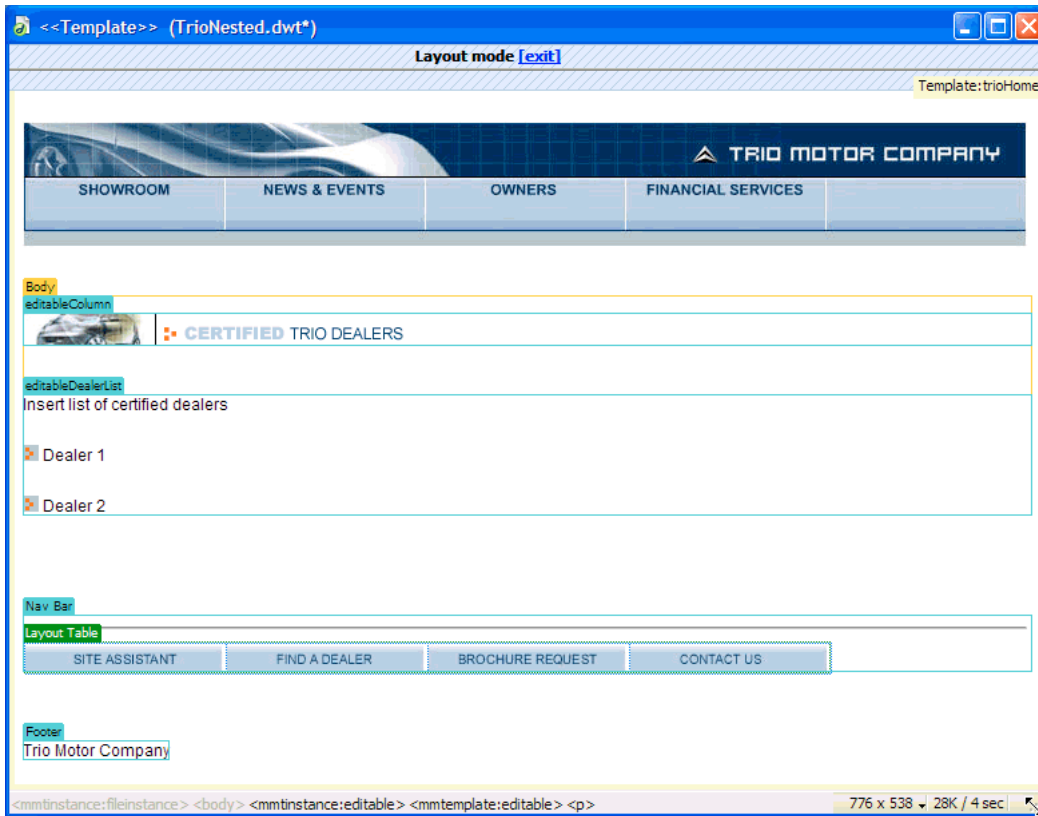 <<Template>> (TrioNested.dwt*)
Layout mode [exit]
Template:trioHome
TRIO MOTOR COMPANY
SHOWROOM NEWS & EVENTS OWNERS FINANCIAL SERVICES
Body
editableColumn
CERTIFIED TRIO DEALERS
editableDealerList
Insert list of certified dealers
Dealer 1
Dealer 2
Nav Bar
Layout Table
SITE ASSISTANT FIND A DEALER BROCHURE REQUEST CONTACT US
Footer
Trio Motor Company
<mmtinstance:fileinstance> <body> <mmtinstance:editable> <mmtemplate:editable> <p> 776 x 538 28K / 4 sec